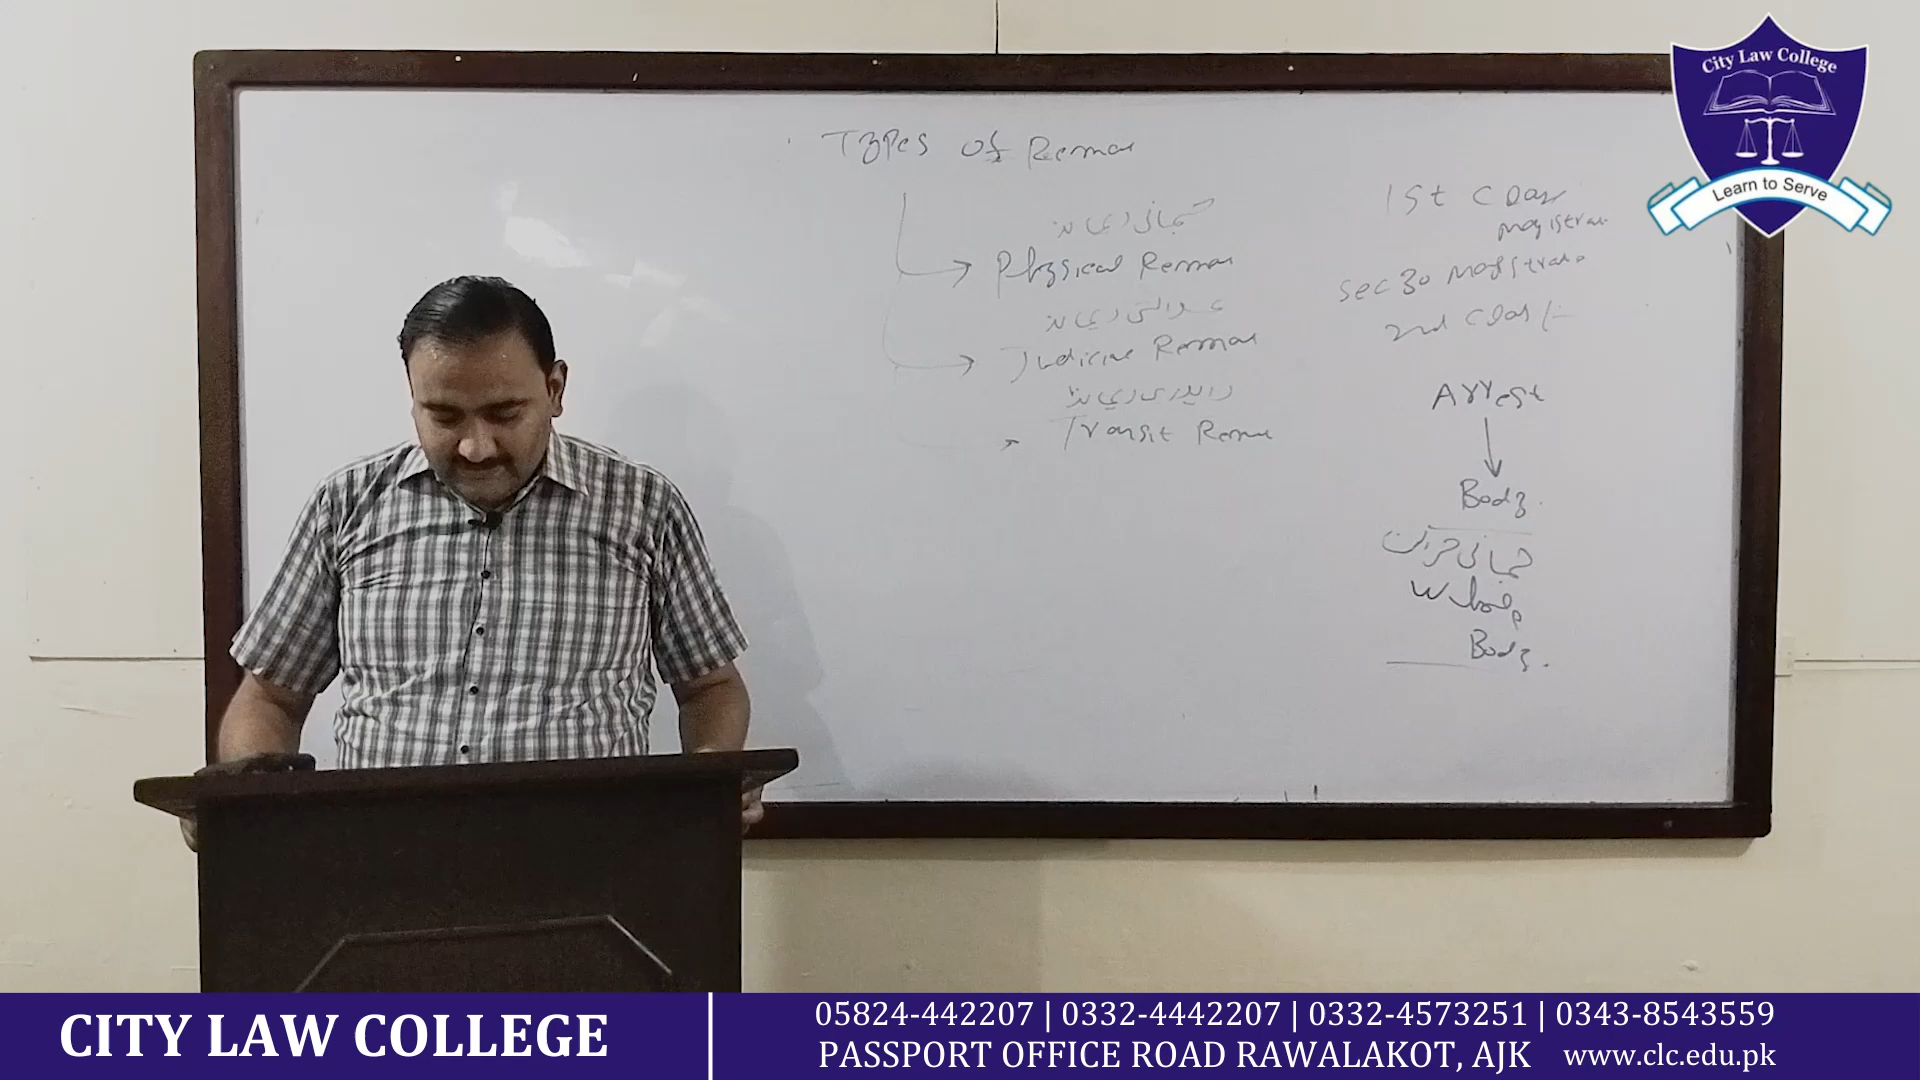 City Law College
Learn to Serve
Types of Reman
جسمانی ریمانڈ
Physical Reman
عدالتی ریمانڈ
Judicial Reman
راہداری ریمانڈ
Transit Reman
1st Class
Magistrate
Sec 30 Magistrate
2nd Class
Arrest
Body.
جسمانی حراست
Body.
CITY LAW COLLEGE
05824-442207 | 0332-4442207 | 0332-4573251 | 0343-8543559
PASSPORT OFFICE ROAD RAWALAKOT, AJK www.clc.edu.pk